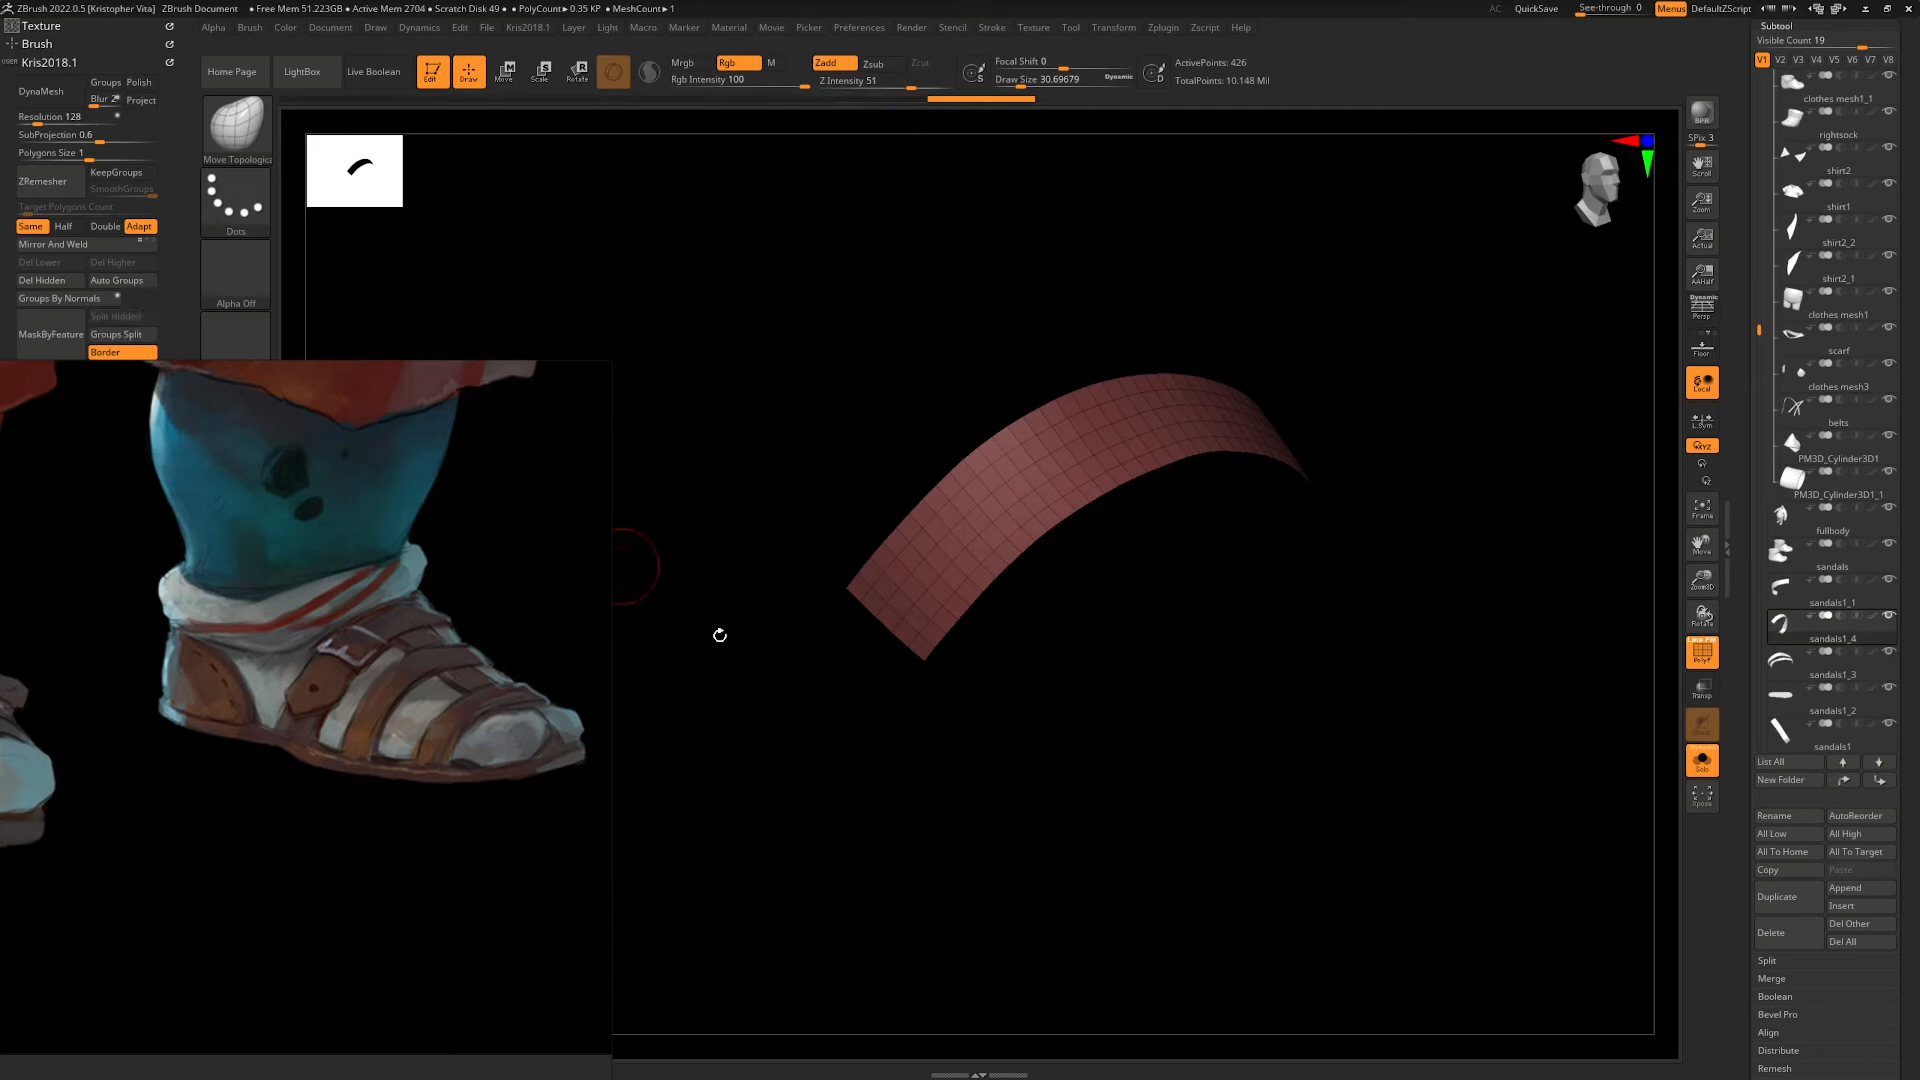 ZBrush 2022.0.5 [Kristopher Vita] ZBrush Document • Free Mem 51.223GB • Active Mem 2704 • Scratch Disk 49 • • PolyCount▸ 0.35 KP • MeshCount▸ 1
AC QuickSave See-through 0 Menus DefaultZScript
Texture
Brush
USER Kris2018.1
Alpha Brush Color Document Draw Dynamics Edit File Kris2018.1 Layer Light Macro Marker Material Movie Picker Preferences Render Stencil Stroke Texture Tool Transform Zplugin Zscript Help
Home Page LightBox Live Boolean Edit Draw Move Scale Rotate
Mrgb Rgb M
Rgb Intensity 100
Zadd Zsub Zcut
Z Intensity 51
Focal Shift 0
Draw Size 30.69679 Dynamic
S D
ActivePoints: 426
TotalPoints: 10.148 Mil
DynaMesh Groups Polish
Blur 2 Project
Resolution 128
SubProjection 0.6
Polygons Size 1
ZRemesher KeepGroups
SmoothGroups
Target Polygons Count
Same Half Double Adapt
Mirror And Weld
Del Lower Del Higher
Del Hidden Auto Groups
Groups By Normals
MaskByFeature Split Hidden
Groups Split
Border
Move Topologica
Dots
Alpha Off
BPR
SPix 3
Scroll
Zoom
Actual
AAHalf
Dynamic
Persp
Floor
Local
L.Sym
XYZ
Frame
Move
Zoom3D
Rotate
Line Fill
PolyF
Transp
Ghost
Dynamic
Solo
Xpose
Subtool
Visible Count 19
V1 V2 V3 V4 V5 V6 V7 V8
clothes mesh1_1
rightsock
shirt2
shirt1
shirt2_2
shirt2_1
clothes mesh1
scarf
clothes mesh3
belts
PM3D_Cylinder3D1
PM3D_Cylinder3D1_1
fullbody
sandals
sandals1_1
sandals1_4
sandals1_3
sandals1_2
sandals1
List All
New Folder
Rename AutoReorder
All Low All High
All To Home All To Target
Copy Paste
Duplicate Append
Insert
Delete Del Other
Del All
Split
Merge
Boolean
Bevel Pro
Align
Distribute
Remesh